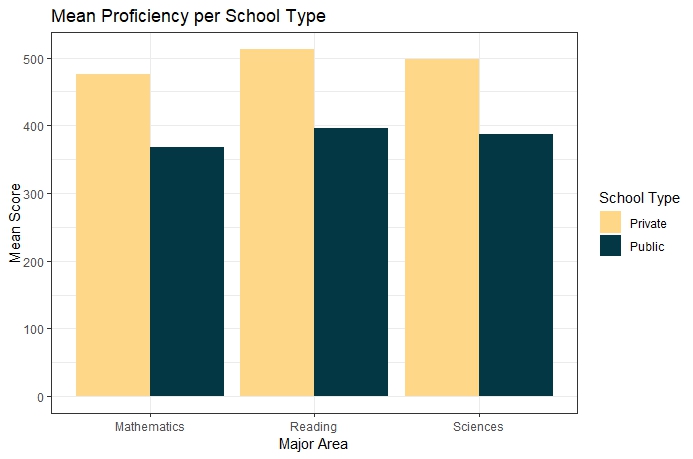 Mean Proficiency per School Type
500
400
300
200
100
0
Mean Score
Mathematics
Reading
Sciences
Major Area
School Type
Private
Public